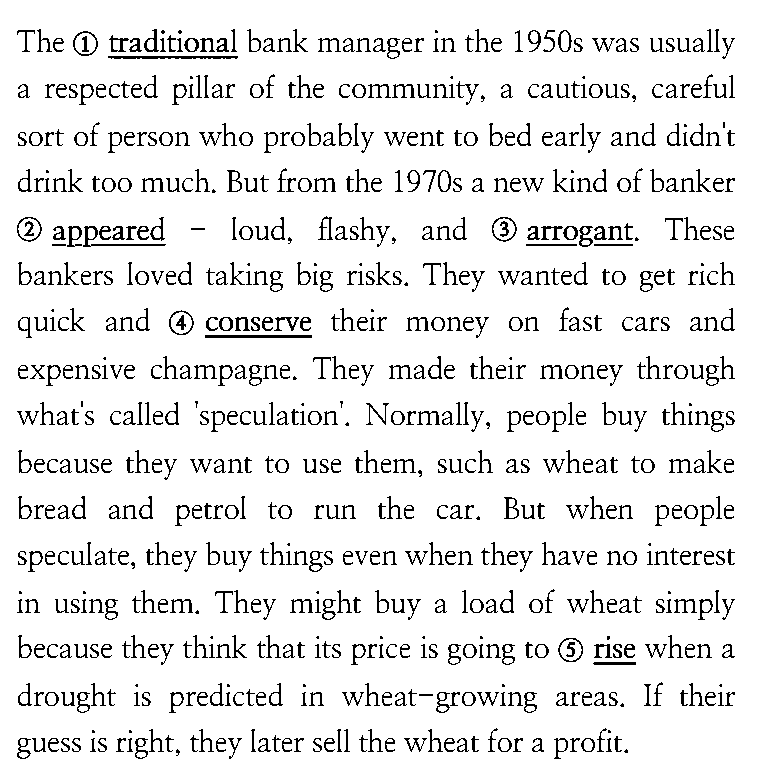 The ① traditional bank manager in the 1950s was usually
a respected pillar of the community, a cautious, careful
sort of person who probably went to bed early and didn't
drink too much. But from the 1970s a new kind of banker
② appeared - loud, flashy, and ③ arrogant. These
bankers loved taking big risks. They wanted to get rich
quick and ④ conserve their money on fast cars and
expensive champagne. They made their money through
what's called 'speculation'. Normally, people buy things
because they want to use them, such as wheat to make
bread and petrol to run the car. But when people
speculate, they buy things even when they have no interest
in using them. They might buy a load of wheat simply
because they think that its price is going to ⑤ rise when a
drought is predicted in wheat-growing areas. If their
guess is right, they later sell the wheat for a profit.